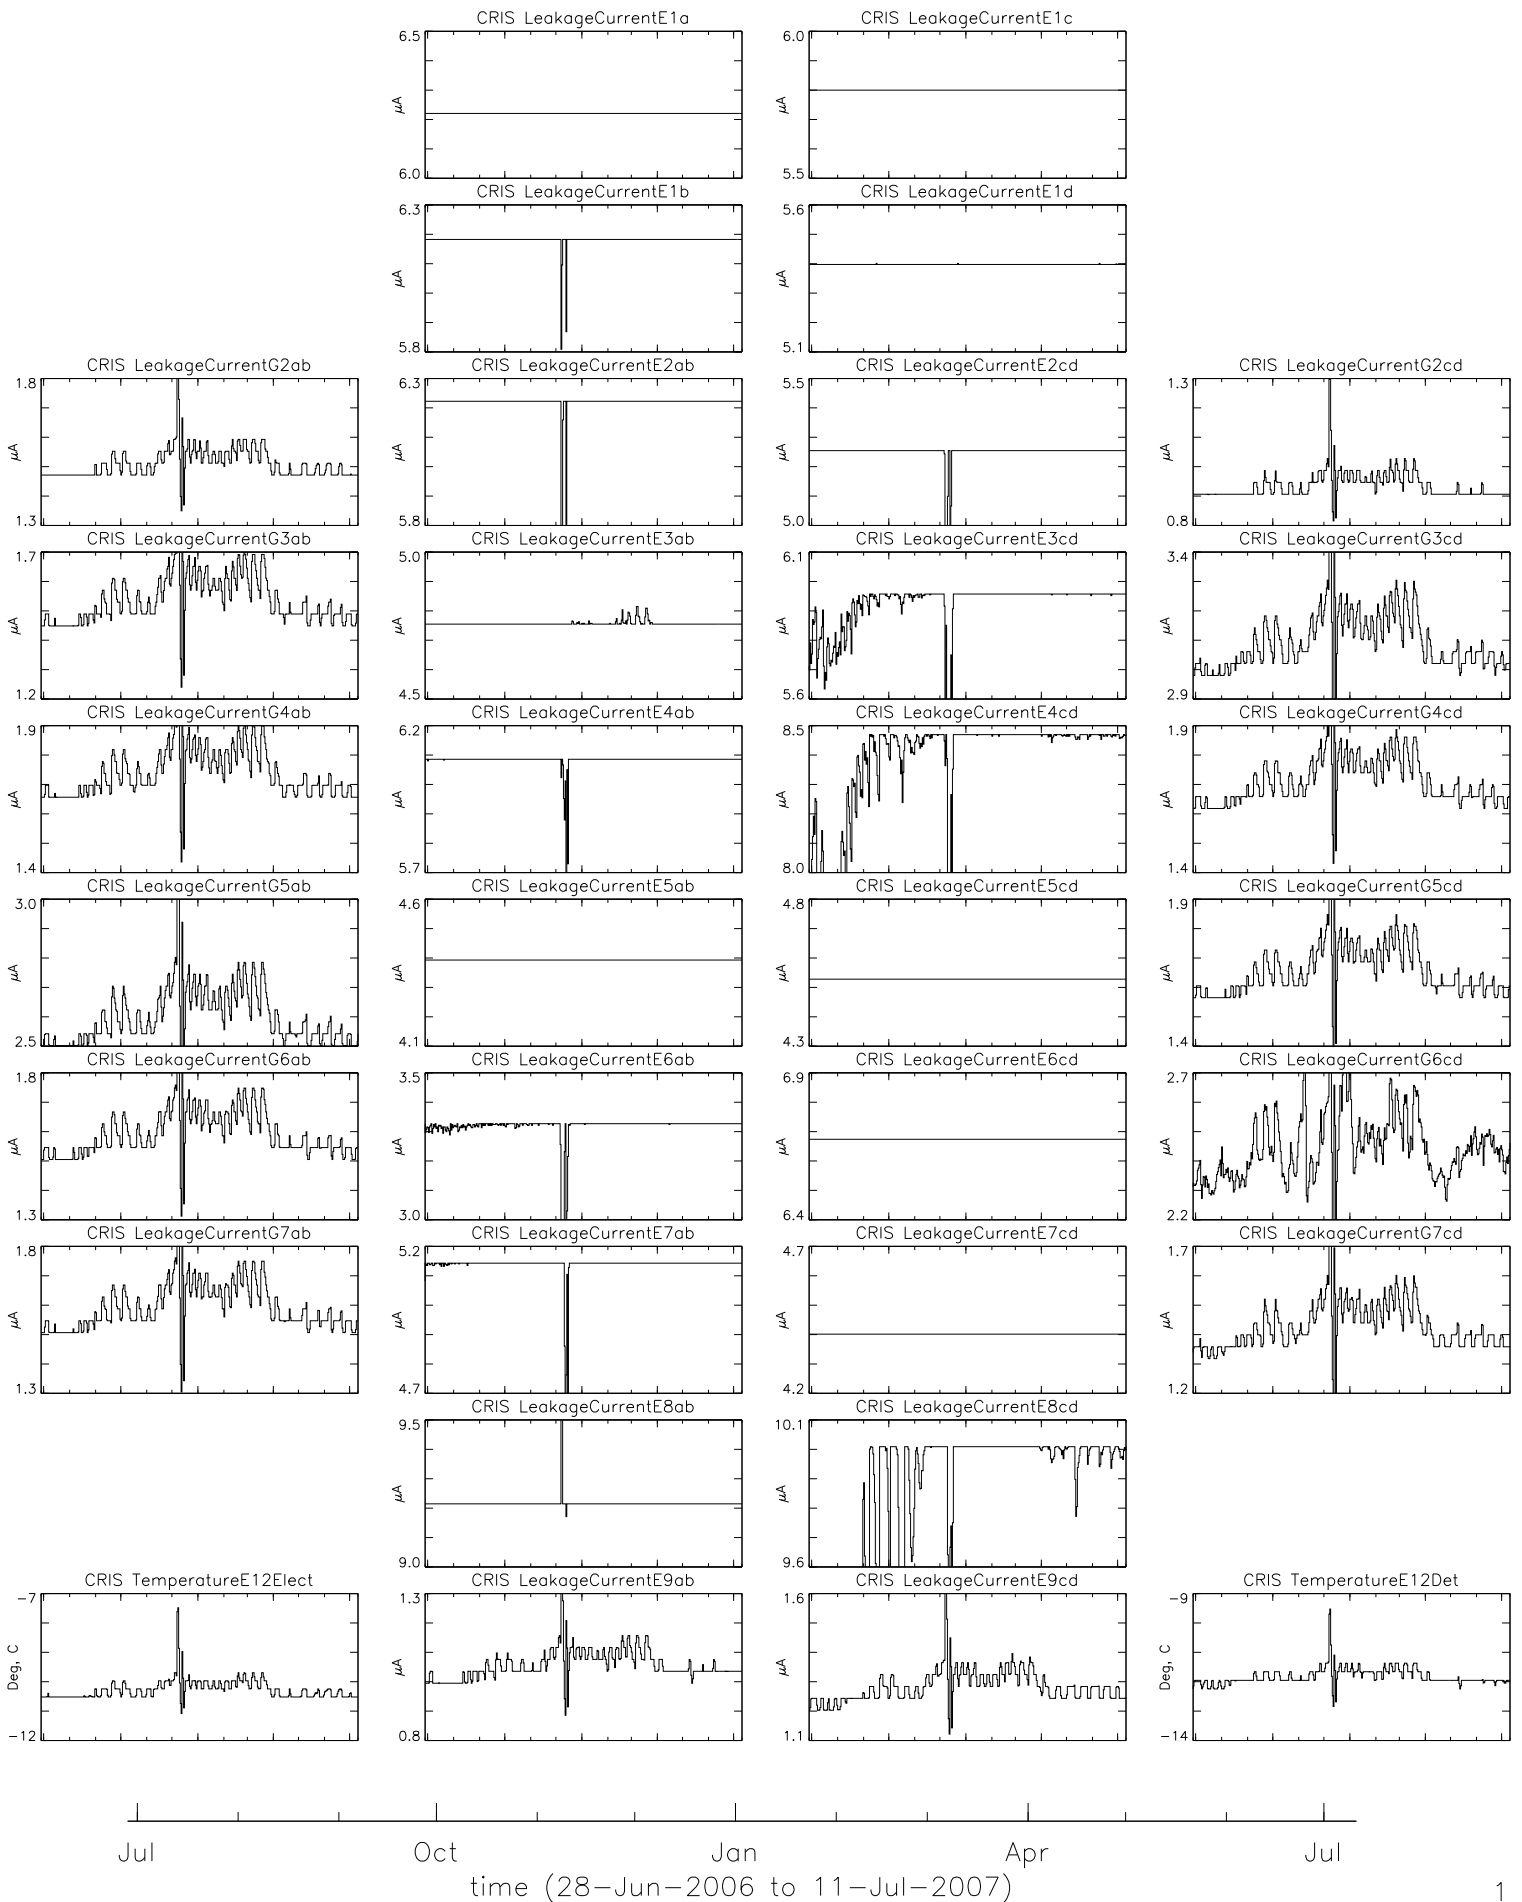 CRIS LeakageCurrentE1a
6.5
μA
6.0
CRIS LeakageCurrentE1c
6.0
μA
5.5
CRIS LeakageCurrentE1b
6.3
μA
5.8
CRIS LeakageCurrentE1d
5.6
μA
5.1
CRIS LeakageCurrentG2ab
1.8
μA
1.3
CRIS LeakageCurrentE2ab
6.3
μA
5.8
CRIS LeakageCurrentE2cd
5.5
μA
5.0
CRIS LeakageCurrentG2cd
1.3
μA
0.8
CRIS LeakageCurrentG3ab
1.7
μA
1.2
CRIS LeakageCurrentE3ab
5.0
μA
4.5
CRIS LeakageCurrentE3cd
6.1
μA
5.6
CRIS LeakageCurrentG3cd
3.4
μA
2.9
CRIS LeakageCurrentG4ab
1.9
μA
1.4
CRIS LeakageCurrentE4ab
6.2
μA
5.7
CRIS LeakageCurrentE4cd
8.5
μA
8.0
CRIS LeakageCurrentG4cd
1.9
μA
1.4
CRIS LeakageCurrentG5ab
3.0
μA
2.5
CRIS LeakageCurrentE5ab
4.6
μA
4.1
CRIS LeakageCurrentE5cd
4.8
μA
4.3
CRIS LeakageCurrentG5cd
1.9
μA
1.4
CRIS LeakageCurrentG6ab
1.8
μA
1.3
CRIS LeakageCurrentE6ab
3.5
μA
3.0
CRIS LeakageCurrentE6cd
6.9
μA
6.4
CRIS LeakageCurrentG6cd
2.7
μA
2.2
CRIS LeakageCurrentG7ab
1.8
μA
1.3
CRIS LeakageCurrentE7ab
5.2
μA
4.7
CRIS LeakageCurrentE7cd
4.7
μA
4.2
CRIS LeakageCurrentG7cd
1.7
μA
1.2
CRIS LeakageCurrentE8ab
9.5
μA
9.0
CRIS LeakageCurrentE8cd
10.1
μA
9.6
CRIS TemperatureE12Elect
−7
Deg, C
−12
CRIS LeakageCurrentE9ab
1.3
μA
0.8
CRIS LeakageCurrentE9cd
1.6
μA
1.1
CRIS TemperatureE12Det
−9
Deg, C
−14
Jul Oct Jan Apr Jul
time (28−Jun−2006 to 11−Jul−2007)
1